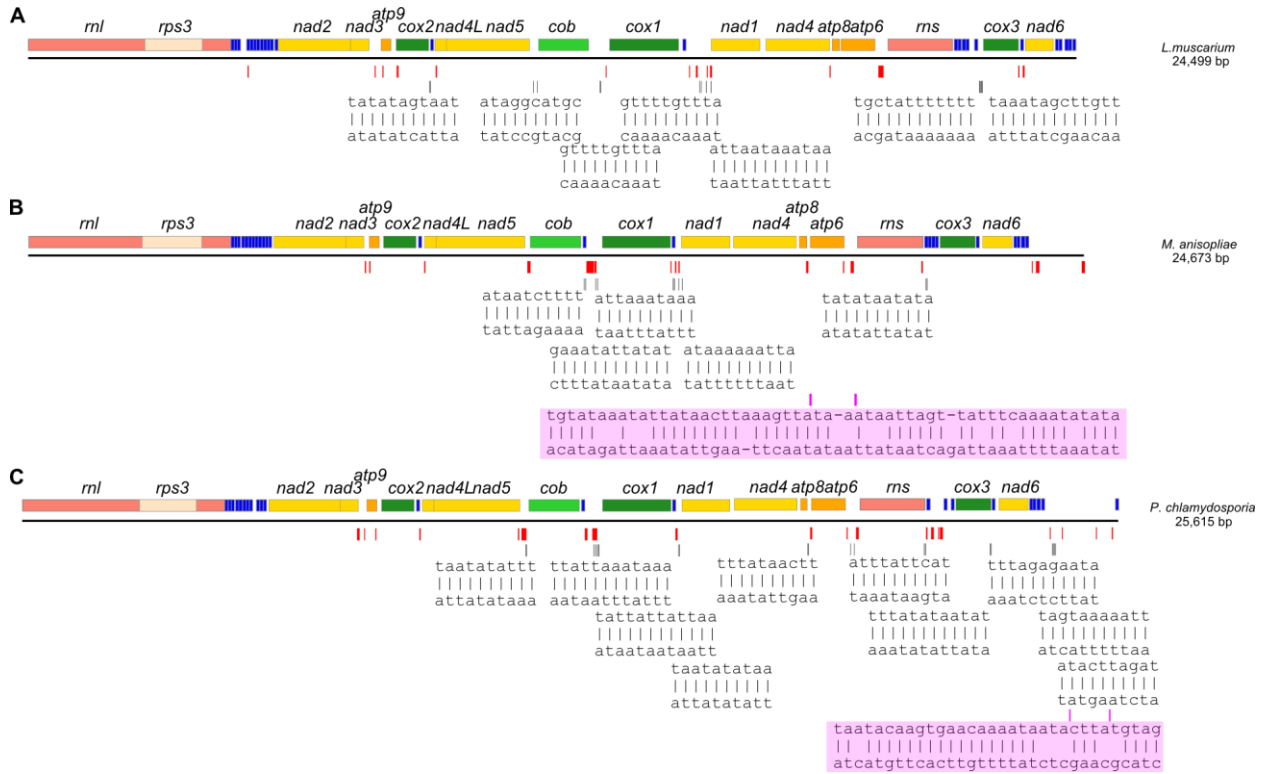 A
rnl rps3 nad2 nad3 atp9 cox2 nad4L nad5 cob cox1 nad1 nad4 atp8 atp6 rns cox3 nad6
L.muscarium
24,499 bp
tatatagtaat ataggcatgc gttttgttta tgctattttttt taaatagcttgtt
atatatcatta tatccgtacg caaaacaaat acgataaaaaaa atttatcgaacaa
gttttgttta attaataaataa
caaaacaaat taattatttatt
B
rnl rps3 nad2 nad3 atp9 cox2 nad4L nad5 cob cox1 nad1 nad4 atp8 atp6 rns cox3 nad6
M. anisopliae
24,673 bp
ataatctttt attaaataaa tatataatata
tattagaaaa taatttattt atatattatat
gaaatattatat ataaaaaatta
ctttataatata tattttttaat
tgtataaatattataacttaaagttata-aataattagt-tatttcaaaatatata
acatagattaaatattgaa-ttcaatataattataatcagattaaattttaaatat
C
rnl rps3 nad2 nad3 atp9 cox2 nad4L nad5 cob cox1 nad1 nad4 atp8 atp6 rns cox3 nad6
P. chlamydosporia
25,615 bp
taatatattt ttattaaataaa tttataactt atttattcat tttagagaata
attatataaa aataatttattt aaatattgaa taaataagta aaatctcttat
tattattattaa tttatataatat tagtaaaaatt
ataataataatt aaatatattata atcatttttaa
taatatataa atacttagat
attatatatt tatgaatcta
taatacaagtgaacaaaataatacttatgtag
atcatgttcacttgttttatctcgaacgcatc